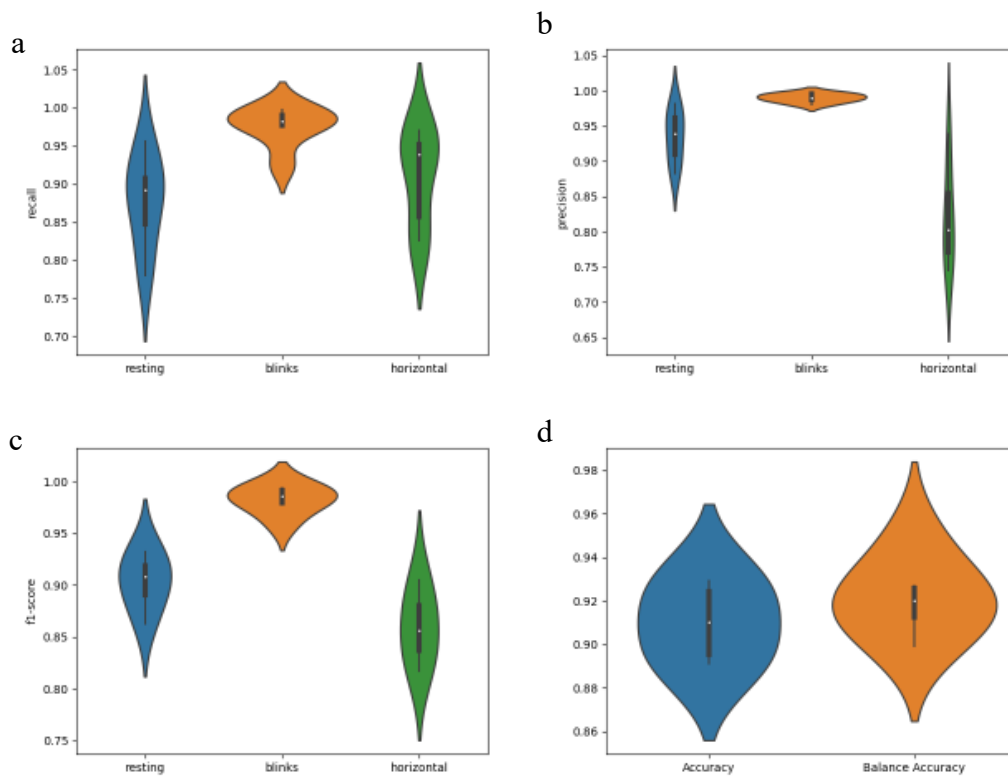 a
1.05
1.00
0.95
0.90
0.85
0.80
0.75
0.70
recall
resting blinks horizontal
b
1.05
1.00
0.95
0.90
0.85
0.80
0.75
0.70
0.65
precision
resting blinks horizontal
c
1.00
0.95
0.90
0.85
0.80
0.75
f1-score
resting blinks horizontal
d
0.98
0.96
0.94
0.92
0.90
0.88
0.86
Accuracy Balance Accuracy